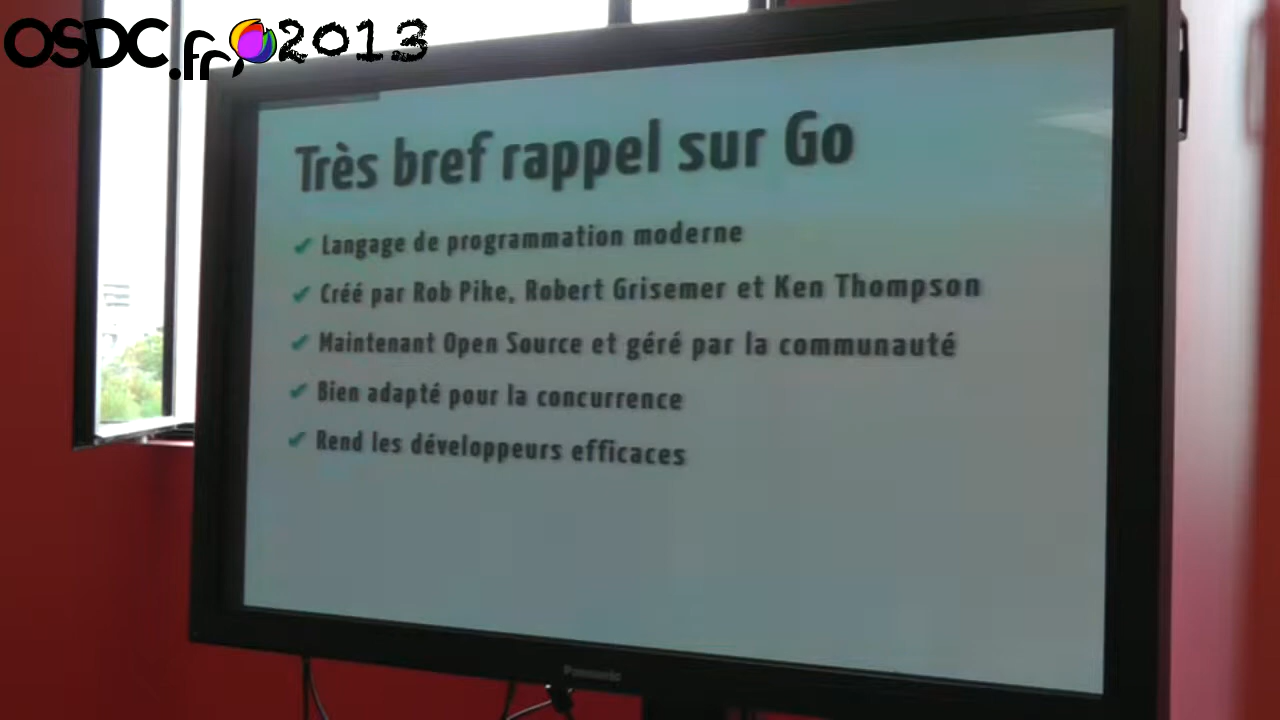 OSDC.fr 2013
Très bref rappel sur Go
✔ Langage de programmation moderne
✔ Créé par Rob Pike, Robert Grisemer et Ken Thompson
✔ Maintenant Open Source et géré par la communauté
✔ Bien adapté pour la concurrence
✔ Rend les développeurs efficaces
Panasonic